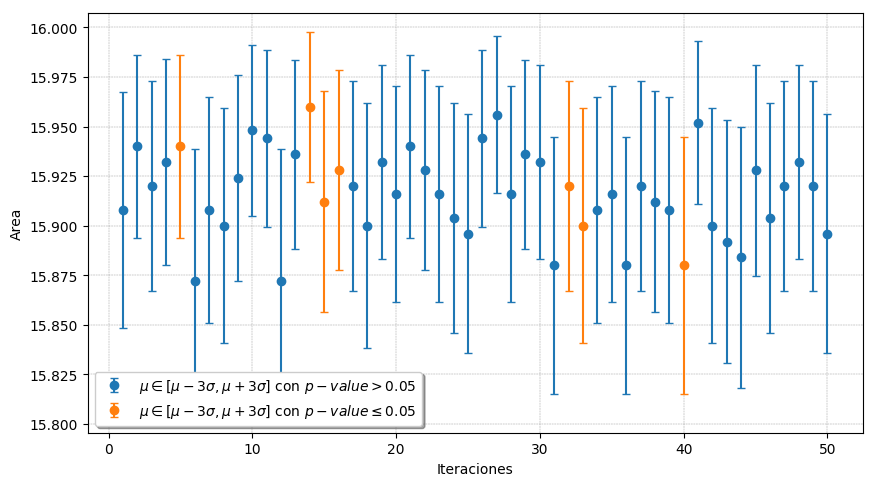 16.000
15.975
15.950
15.925
15.900
15.875
15.850
15.825
15.800
Area
μ ∈ [μ − 3σ, μ + 3σ] con p − value > 0.05
μ ∈ [μ − 3σ, μ + 3σ] con p − value ≤ 0.05
0 10 20 30 40 50
Iteraciones